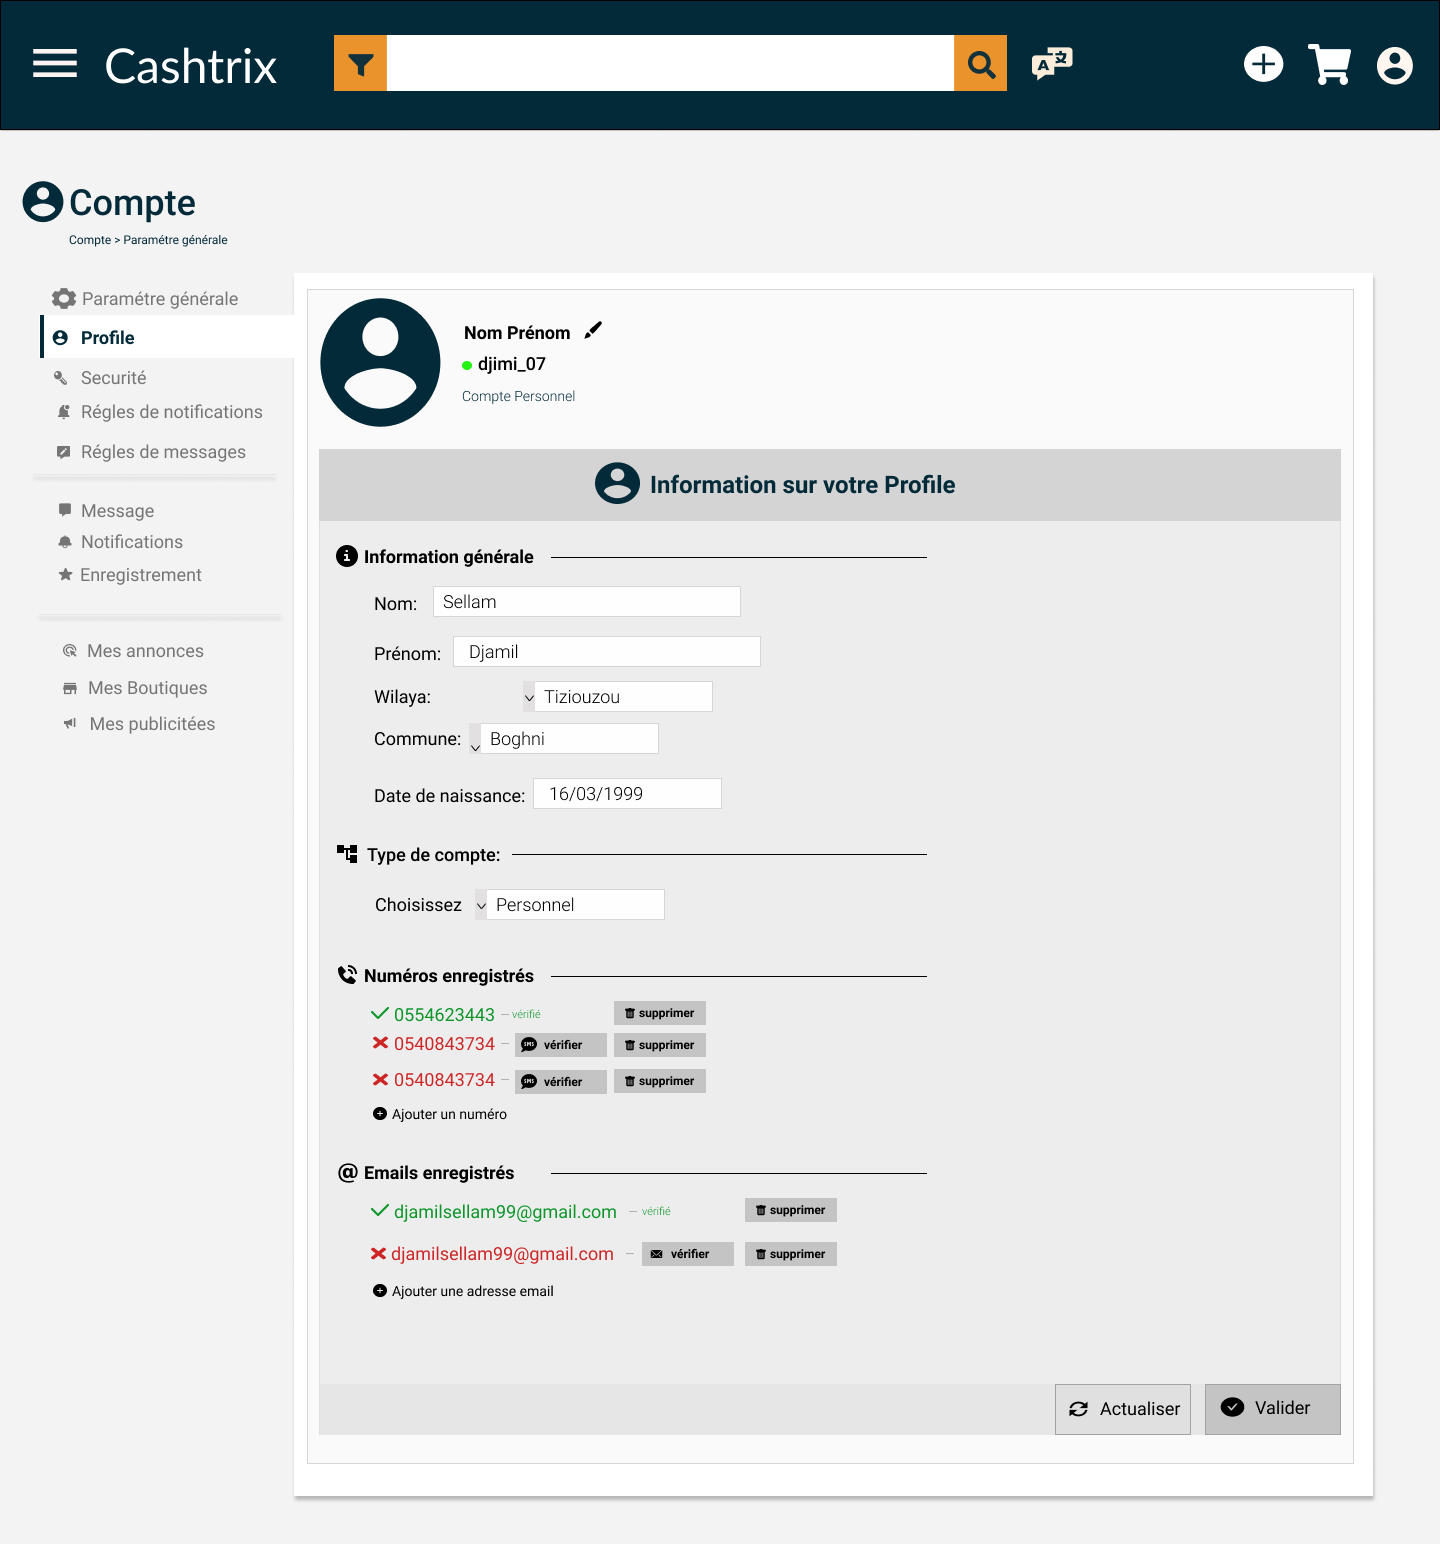 Cashtrix
Compte
Compte > Paramétre générale
Paramétre générale
Profile
Securité
Régles de notifications
Régles de messages
Message
Notifications
Enregistrement
Mes annonces
Mes Boutiques
Mes publicitées
Nom Prénom
djimi_07
Compte Personnel
Information sur votre Profile
Information générale
Nom: Sellam
Prénom: Djamil
Wilaya: Tiziouzou
Commune: Boghni
Date de naissance: 16/03/1999
Type de compte:
Choisissez Personnel
Numéros enregistrés
0554623443 – vérifié supprimer
0540843734 – SMS vérifier supprimer
0540843734 – SMS vérifier supprimer
Ajouter un numéro
@ Emails enregistrés
djamilsellam99@gmail.com – vérifié supprimer
djamilsellam99@gmail.com – vérifier supprimer
Ajouter une adresse email
Actualiser Valider